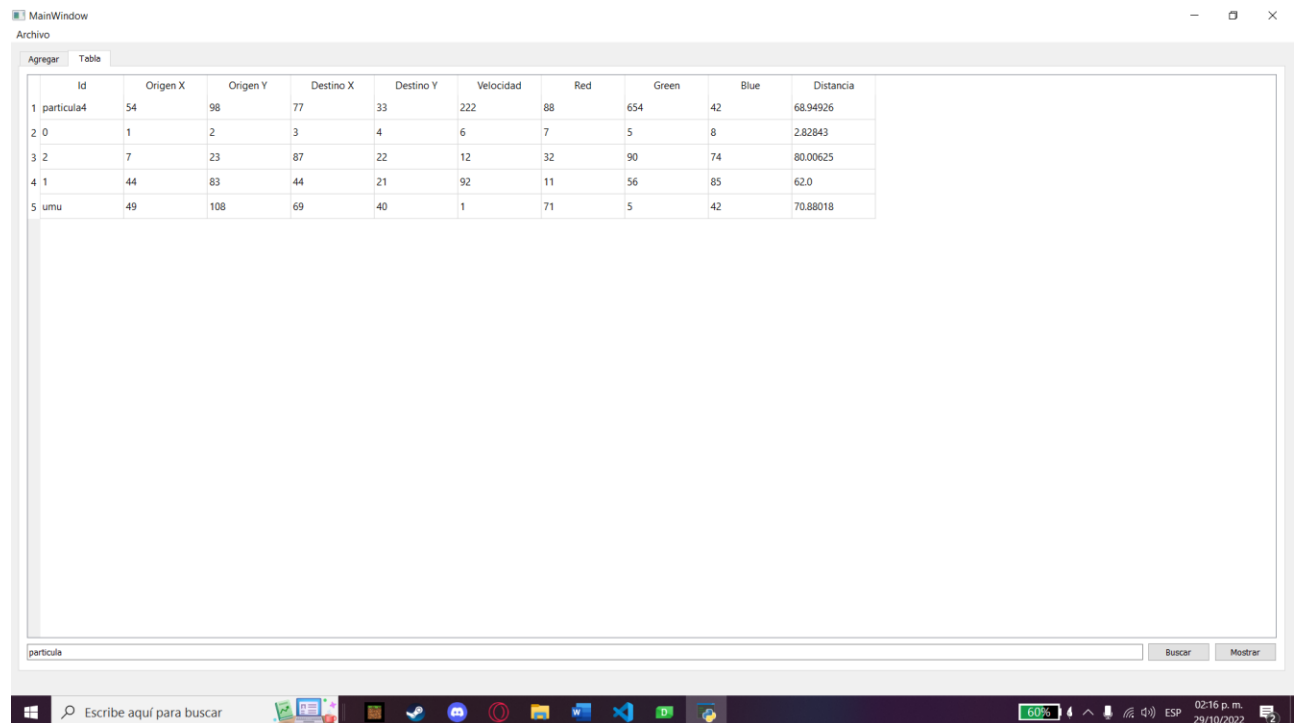 MainWindow
Archivo
Agregar Tabla
Id Origen X Origen Y Destino X Destino Y Velocidad Red Green Blue Distancia
1 particula4 54 98 77 33 222 88 654 42 68.94926
2 0 1 2 3 4 6 7 5 8 2.82843
3 2 7 23 87 22 12 32 90 74 80.00625
4 1 44 83 44 21 92 11 56 85 62.0
5 umu 49 108 69 40 1 71 5 42 70.88018
particula Buscar Mostrar
Escribe aquí para buscar W D 60% ESP 02:16 p. m.
29/10/2022 2